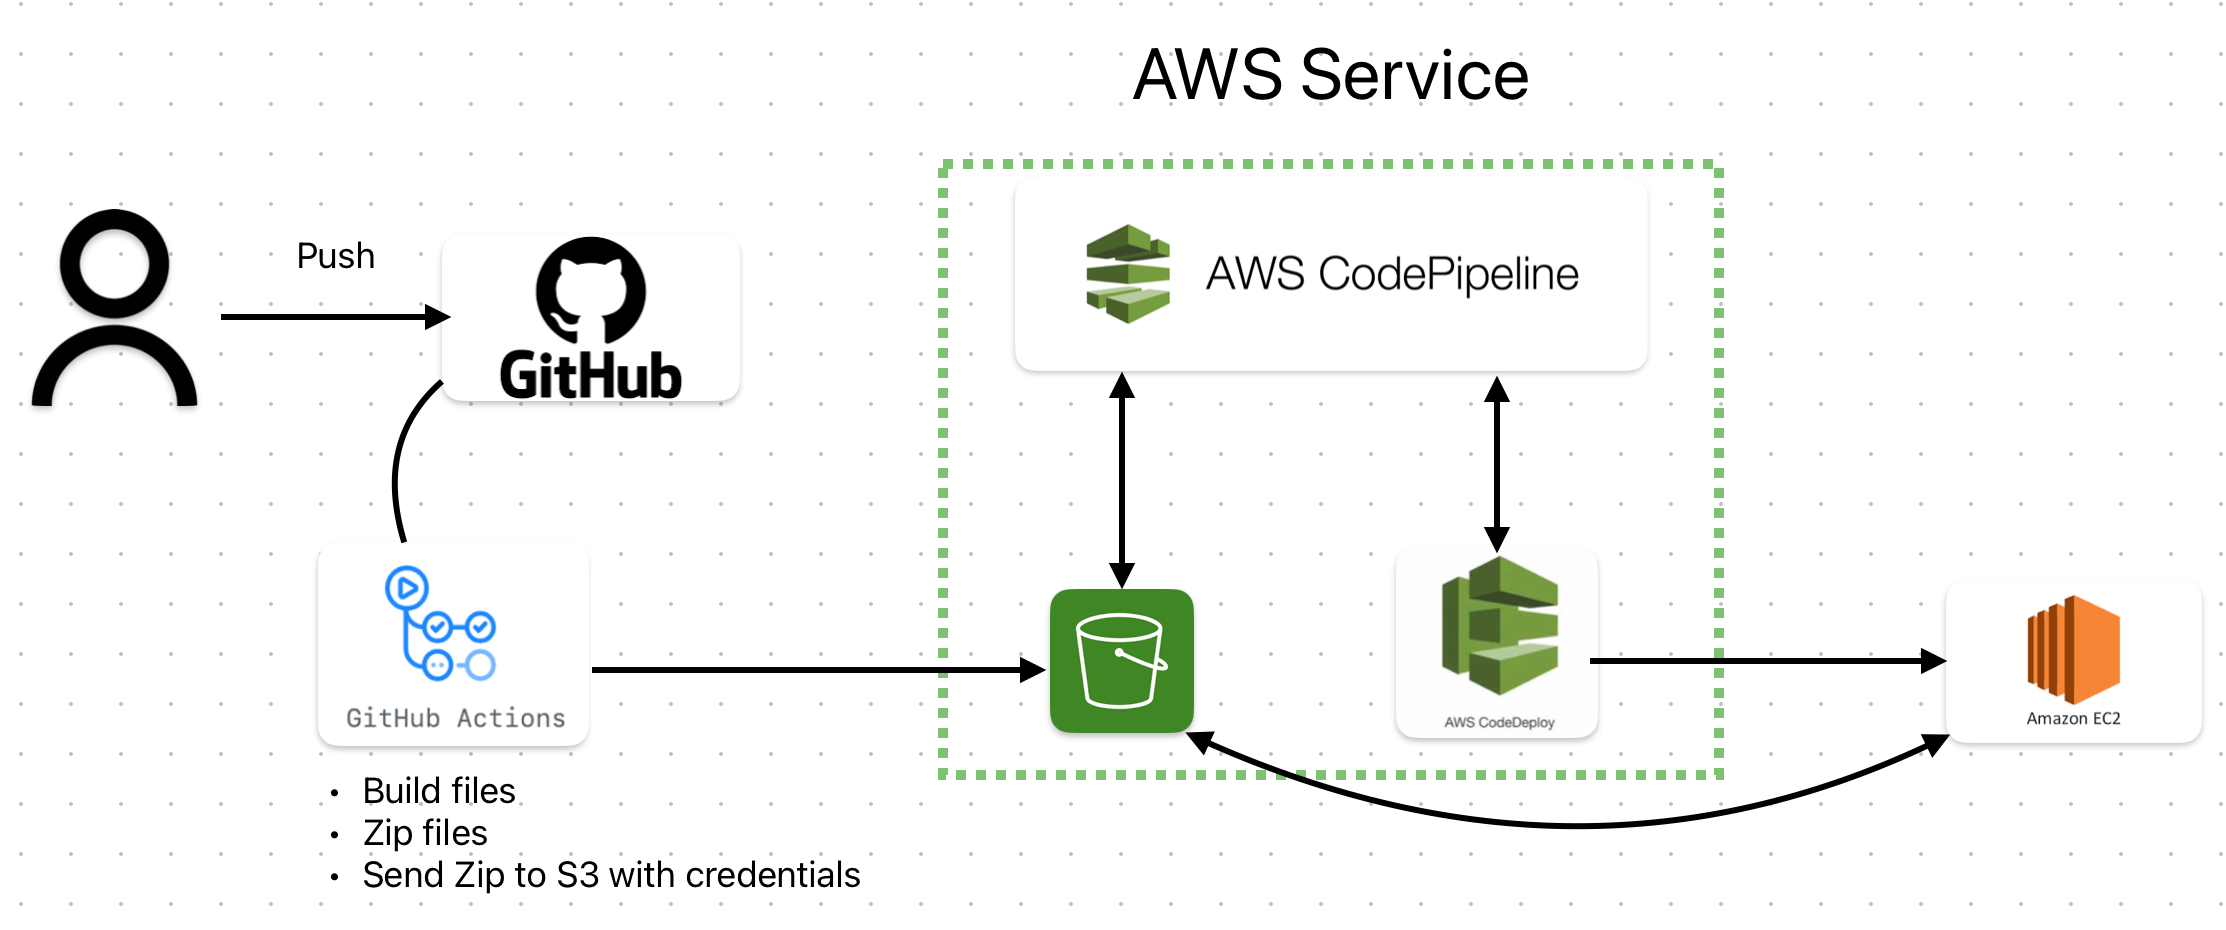 AWS Service
Push
GitHub
AWS CodePipeline
GitHub Actions
AWS CodeDeploy
Amazon EC2
• Build files
• Zip files
• Send Zip to S3 with credentials